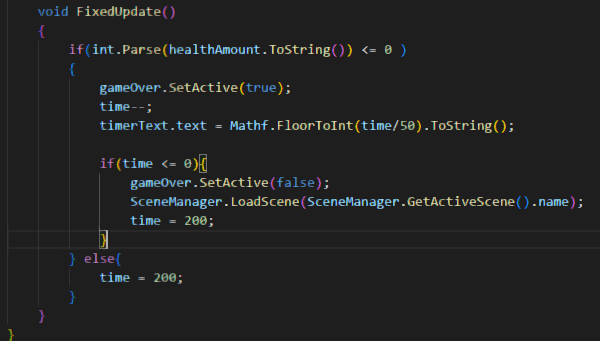 void FixedUpdate()
{
if(int.Parse(healthAmount.ToString()) <= 0 )
{
gameOver.SetActive(true);
time--;
timerText.text = Mathf.FloorToInt(time/50).ToString();
if(time <= 0){
gameOver.SetActive(false);
SceneManager.LoadScene(SceneManager.GetActiveScene().name);
time = 200;
}
} else{
time = 200;
}
}
}